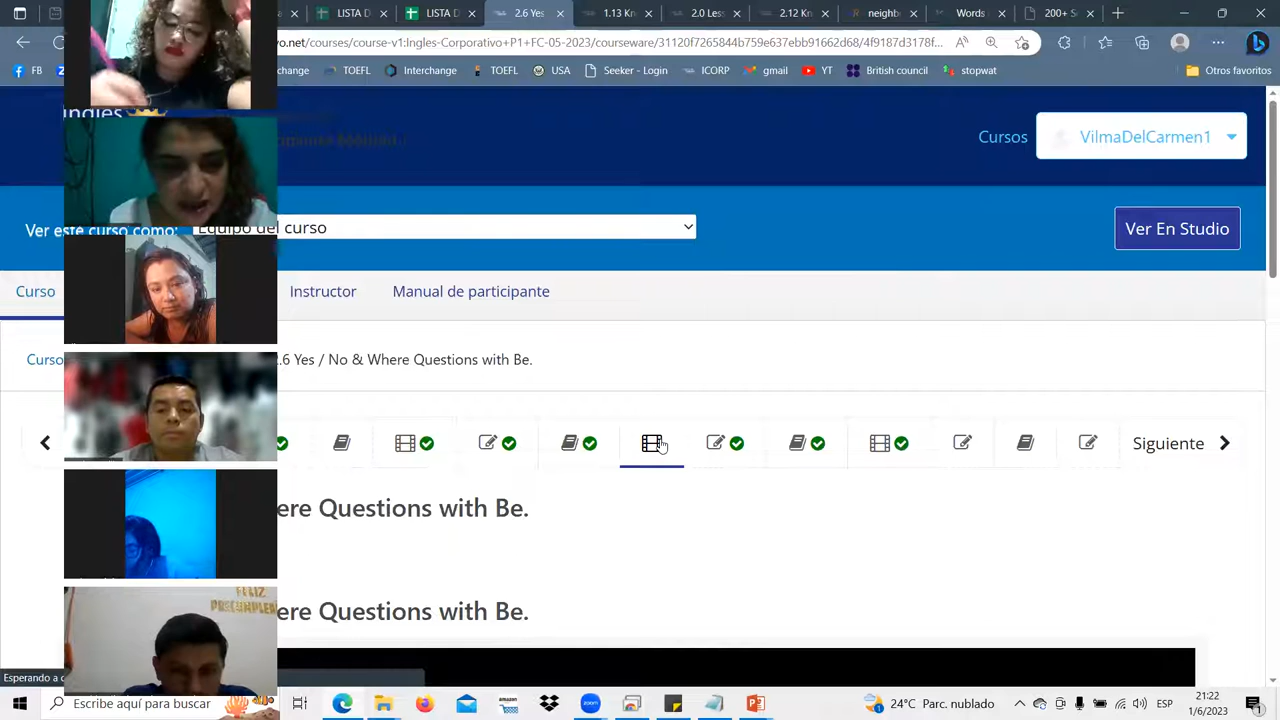 LISTA D
LISTA D
2.6 Yes
1.13 Kn
2.0 Less
neighb
Words
200+ S
vo.net/courses/course-v1:Ingles-Corporativo+P1+FC-05-2023/courseware/31120f7265844b759e637ebb91662d68/4f9187d3178f...
FB
change
TOEFL
Interchange
TOEFL
USA
Seeker - Login
ICORP
gmail
YT
British council
stopwat
Otros favoritos
Inglés
Cursos
VilmaDelCarmen1
Ver este curso como:
Equipo del curso
Ver En Studio
Curso
Instructor
Manual de participante
Curso
2.6 Yes / No & Where Questions with Be.
Siguiente
ere Questions with Be.
FELIZ
ere Questions with Be.
Esperando a
Escribe aquí para buscar
24°C Parc. nublado
ESP
21:22
1/6/2023